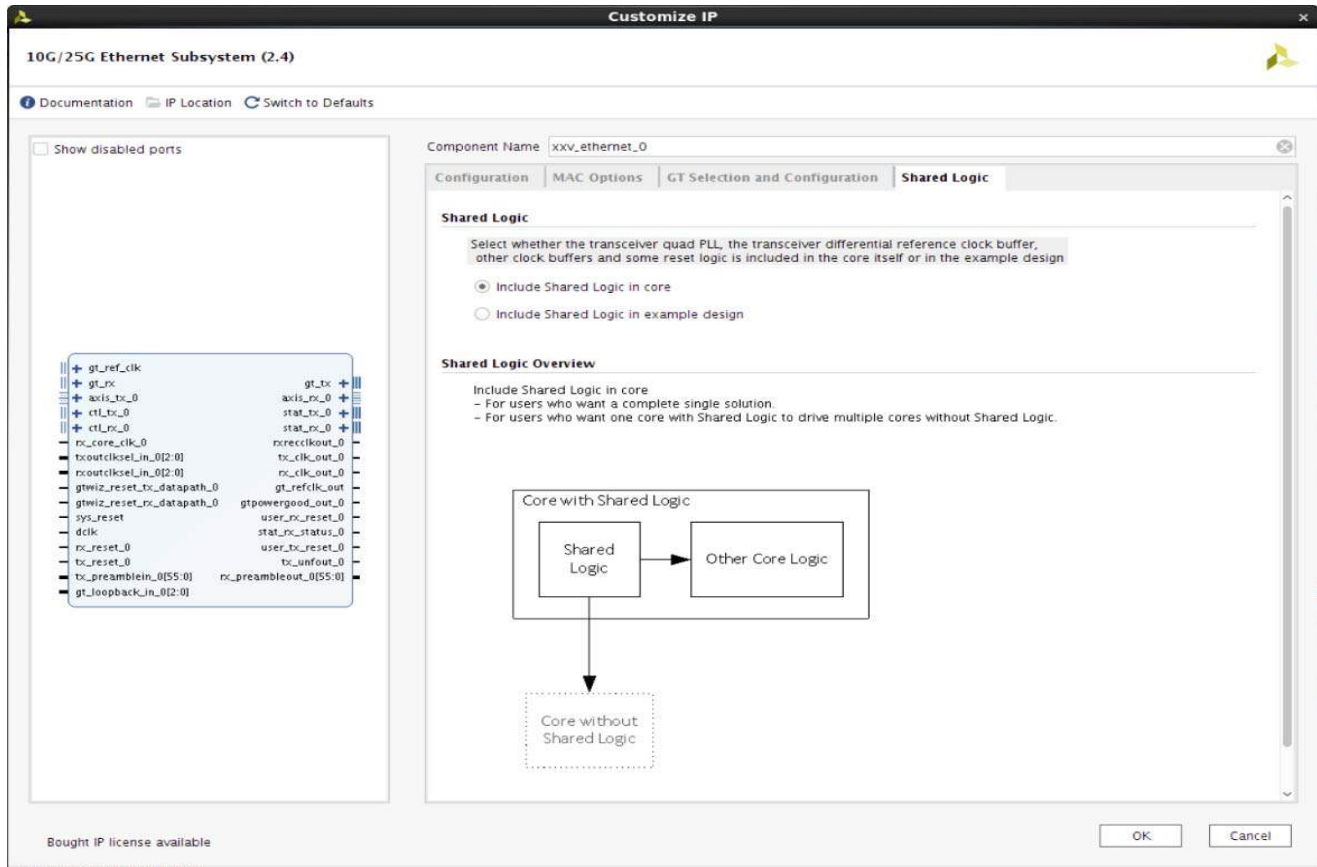 Customize IP
10G/25G Ethernet Subsystem (2.4)
Documentation IP Location Switch to Defaults
Show disabled ports
gt_ref_clk
gt_rx
axis_tx_0
ctl_tx_0
ctl_rx_0
rx_core_clk_0
txoutclksel_in_0[2:0]
rxoutclksel_in_0[2:0]
gtwiz_reset_tx_datapath_0
gtwiz_reset_rx_datapath_0
sys_reset
dclk
rx_reset_0
tx_reset_0
tx_preamblein_0[55:0]
gt_loopback_in_0[2:0]
gt_tx
axis_rx_0
stat_tx_0
stat_rx_0
rxrecclkout_0
tx_clk_out_0
rx_clk_out_0
gt_refclk_out
gtpowergood_out_0
user_rx_reset_0
stat_rx_status_0
user_tx_reset_0
tx_unfout_0
rx_preambleout_0[55:0]
Component Name xxv_ethernet_0
Configuration MAC Options GT Selection and Configuration Shared Logic
Shared Logic
Select whether the transceiver quad PLL, the transceiver differential reference clock buffer,
other clock buffers and some reset logic is included in the core itself or in the example design
Include Shared Logic in core
Include Shared Logic in example design
Shared Logic Overview
Include Shared Logic in core
– For users who want a complete single solution.
– For users who want one core with Shared Logic to drive multiple cores without Shared Logic.
Core with Shared Logic
Shared
Logic
Other Core Logic
Core without
Shared Logic
Bought IP license available
OK Cancel